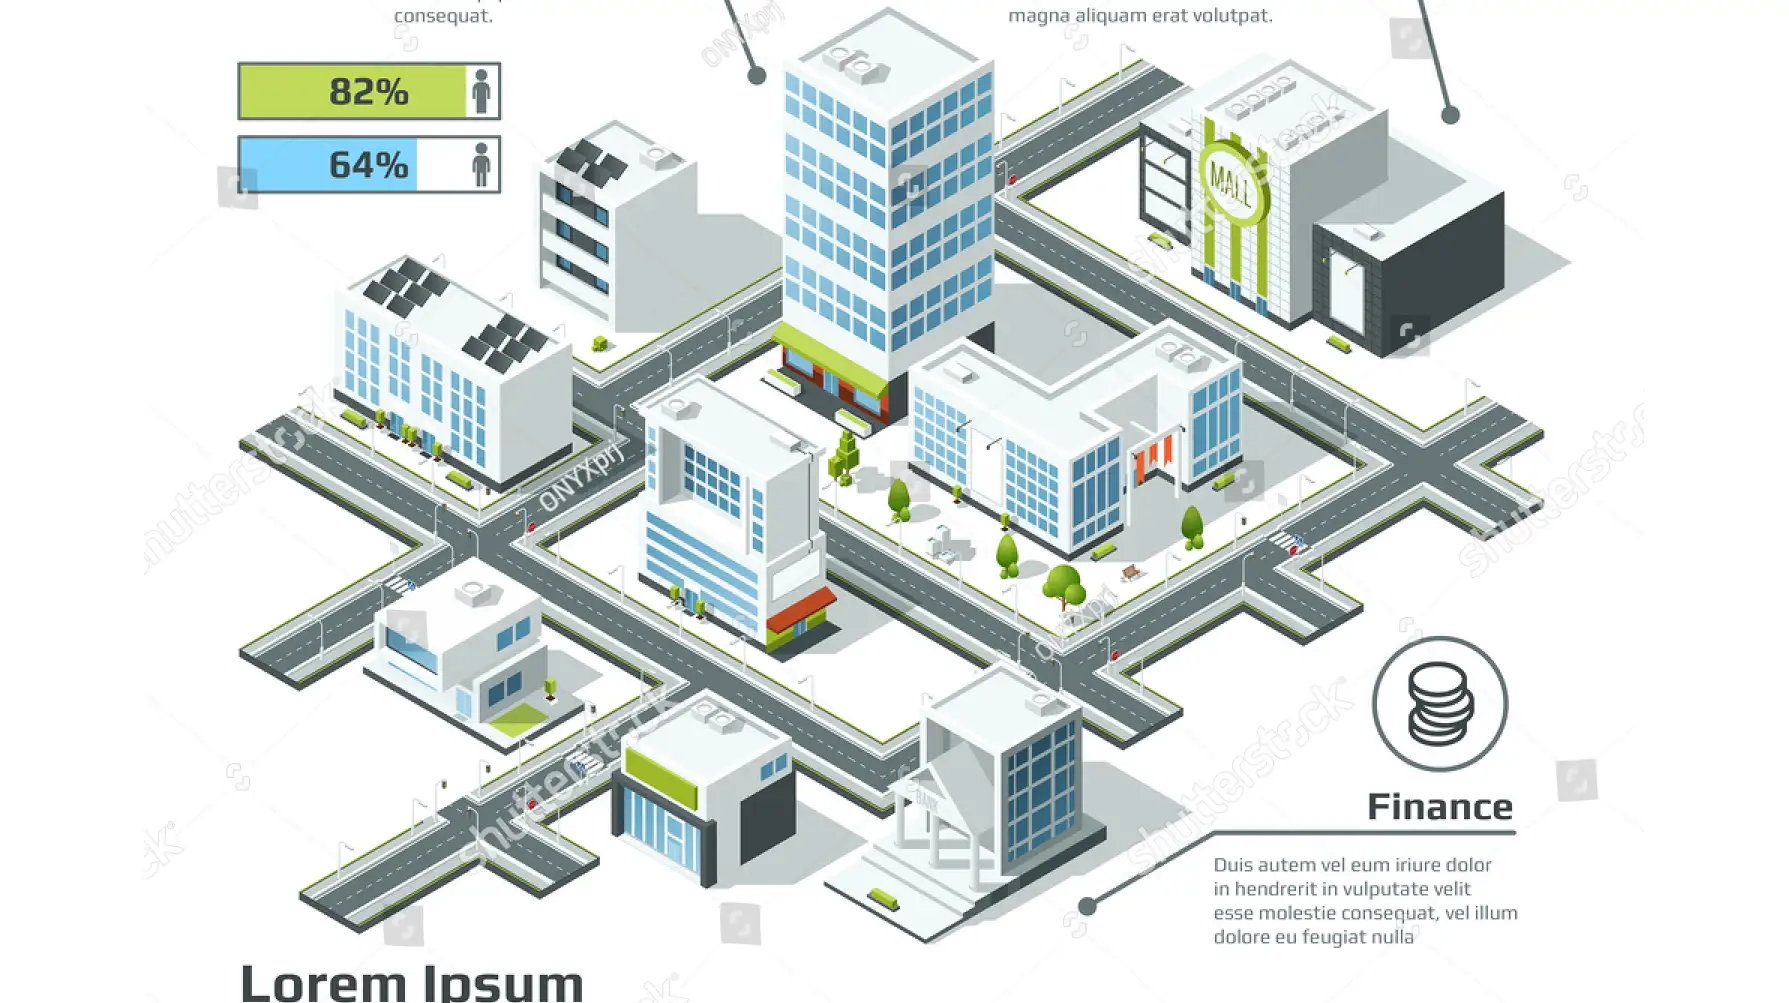 consequat.
magna aliquam erat volutpat.
82%
64%
MALL
BANK
Finance
Duis autem vel eum iriure dolor
in hendrerit in vulputate velit
esse molestie consequat, vel illum
dolore eu feugiat nulla
Lorem Ipsum
shutterstock
ONYXprj